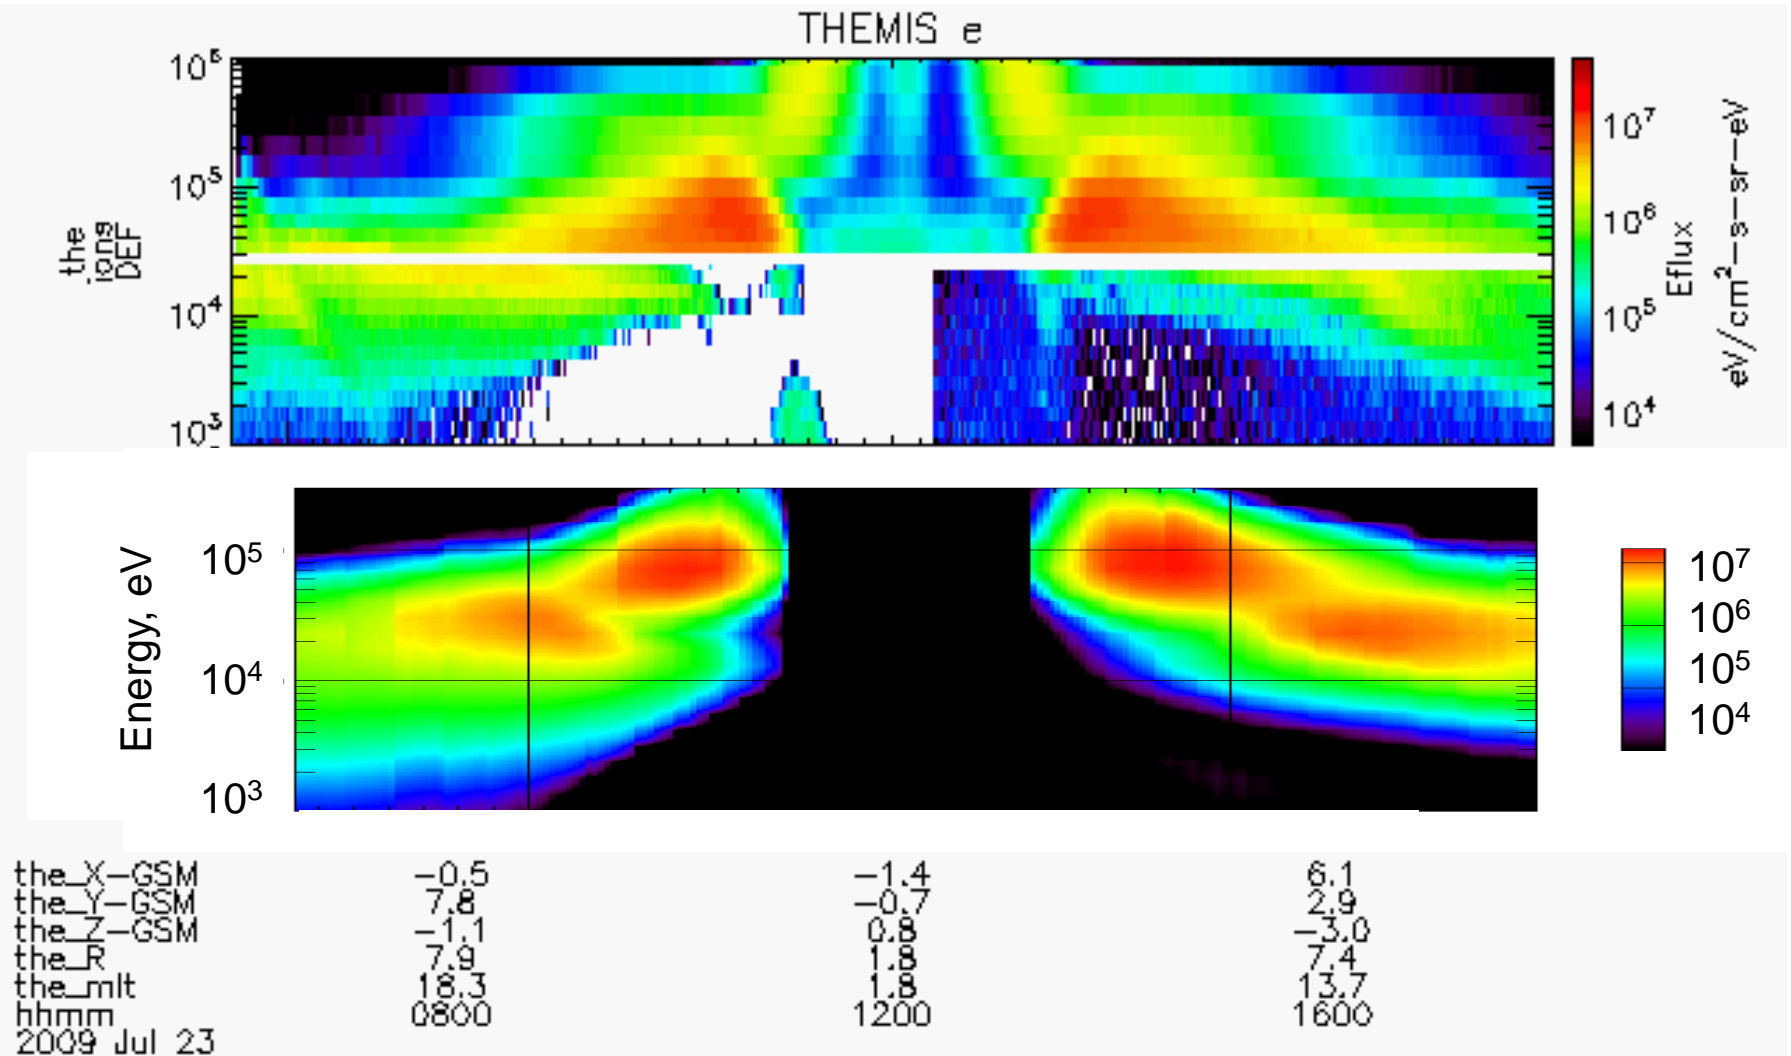 THEMIS e
10⁶
10⁵
10⁴
10³
the
ions
DEF
10⁷
10⁶
10⁵
10⁴
Eflux
eV/cm²-s-sr-eV
Energy, eV
10⁵
10⁴
10³
10⁷
10⁶
10⁵
10⁴
the_X-GSM -0.5 -1.4 6.1
the_Y-GSM 7.8 -0.7 2.9
the_Z-GSM -1.1 0.8 -3.0
the_R 7.9 1.8 7.4
the_mlt 18.3 1.8 13.7
hhmm 0800 1200 1600
2009 Jul 23